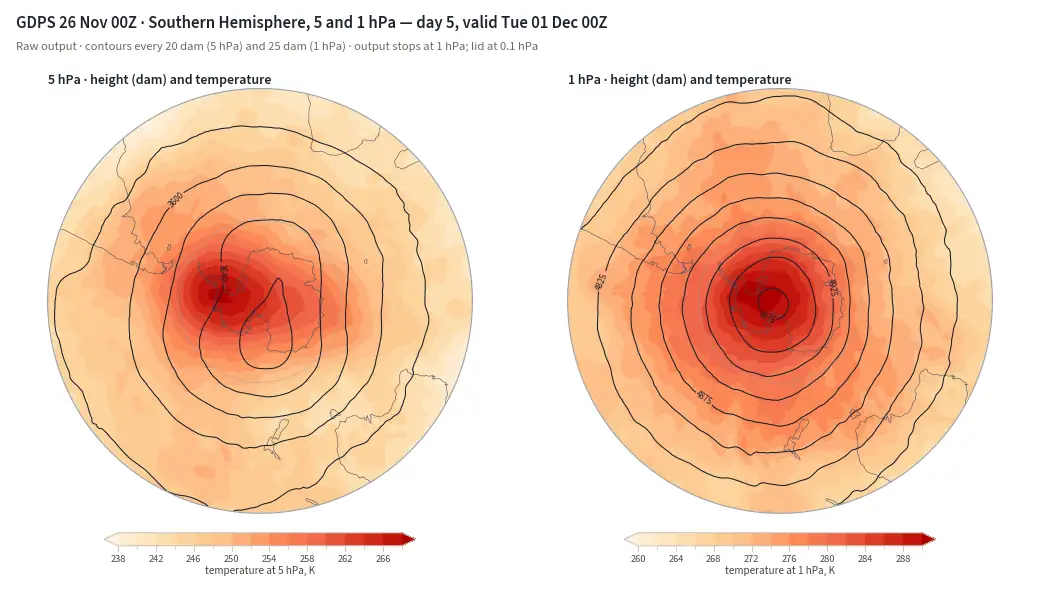 GDPS 26 Nov 00Z · Southern Hemisphere, 5 and 1 hPa — day 5, valid Tue 01 Dec 00Z
Raw output · contours every 20 dam (5 hPa) and 25 dam (1 hPa) · output stops at 1 hPa; lid at 0.1 hPa
5 hPa · height (dam) and temperature
1 hPa · height (dam) and temperature
3600
4825
4925
4875
238 242 246 250 254 258 262 266
temperature at 5 hPa, K
260 264 268 272 276 280 284 288
temperature at 1 hPa, K